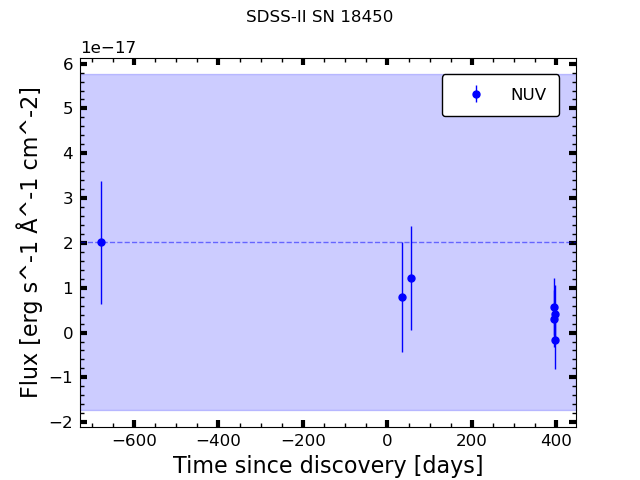 SDSS-II SN 18450
1e−17
NUV
6
5
4
3
2
1
0
−1
−2
Flux [erg s^-1 Å^-1 cm^-2]
−600 −400 −200 0 200 400
Time since discovery [days]